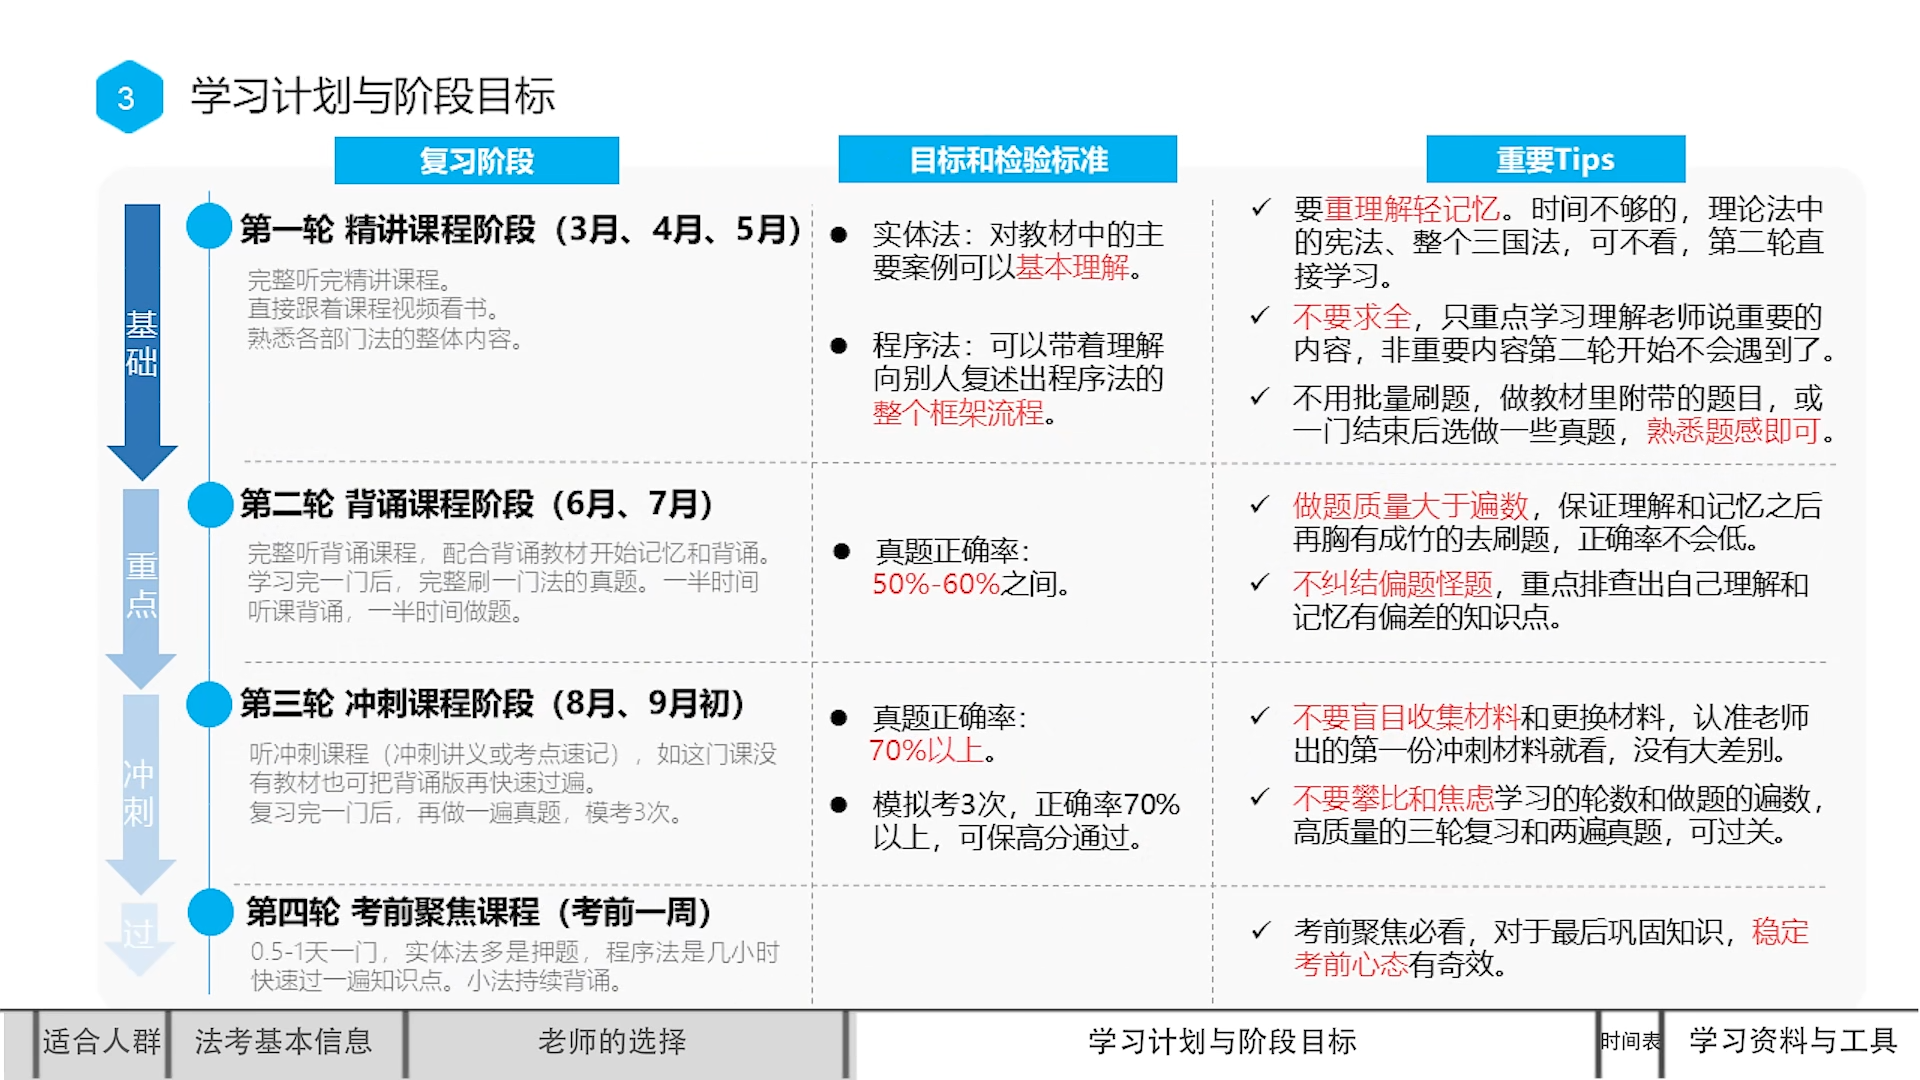 3
学习计划与阶段目标
复习阶段
目标和检验标准
重要Tips
基
础
第一轮 精讲课程阶段（3月、4月、5月）
完整听完精讲课程。
直接跟着课程视频看书。
熟悉各部门法的整体内容。
实体法：对教材中的主
要案例可以基本理解。
程序法：可以带着理解
向别人复述出程序法的
整个框架流程。
要重理解轻记忆。时间不够的，理论法中
的宪法、整个三国法，可不看，第二轮直
接学习。
不要求全，只重点学习理解老师说重要的
内容，非重要内容第二轮开始不会遇到了。
不用批量刷题，做教材里附带的题目，或
一门结束后选做一些真题，熟悉题感即可。
重
点
第二轮 背诵课程阶段（6月、7月）
完整听背诵课程，配合背诵教材开始记忆和背诵。
学习完一门后，完整刷一门法的真题。一半时间
听课背诵，一半时间做题。
真题正确率：
50%-60%之间。
做题质量大于遍数，保证理解和记忆之后
再胸有成竹的去刷题，正确率不会低。
不纠结偏题怪题，重点排查出自己理解和
记忆有偏差的知识点。
冲
刺
第三轮 冲刺课程阶段（8月、9月初）
听冲刺课程（冲刺讲义或考点速记），如这门课没
有教材也可把背诵版再快速过遍。
复习完一门后，再做一遍真题，模考3次。
真题正确率：
70%以上。
模拟考3次，正确率70%
以上，可保高分通过。
不要盲目收集材料和更换材料，认准老师
出的第一份冲刺材料就看，没有大差别。
不要攀比和焦虑学习的轮数和做题的遍数，
高质量的三轮复习和两遍真题，可过关。
过
第四轮 考前聚焦课程（考前一周）
0.5-1天一门，实体法多是押题，程序法是几小时
快速过一遍知识点。小法持续背诵。
考前聚焦必看，对于最后巩固知识，稳定
考前心态有奇效。
适合人群
法考基本信息
老师的选择
学习计划与阶段目标
时间表
学习资料与工具